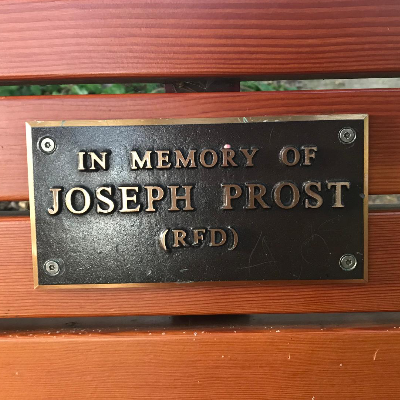 IN MEMORY OF
JOSEPH PROST
(RFD)